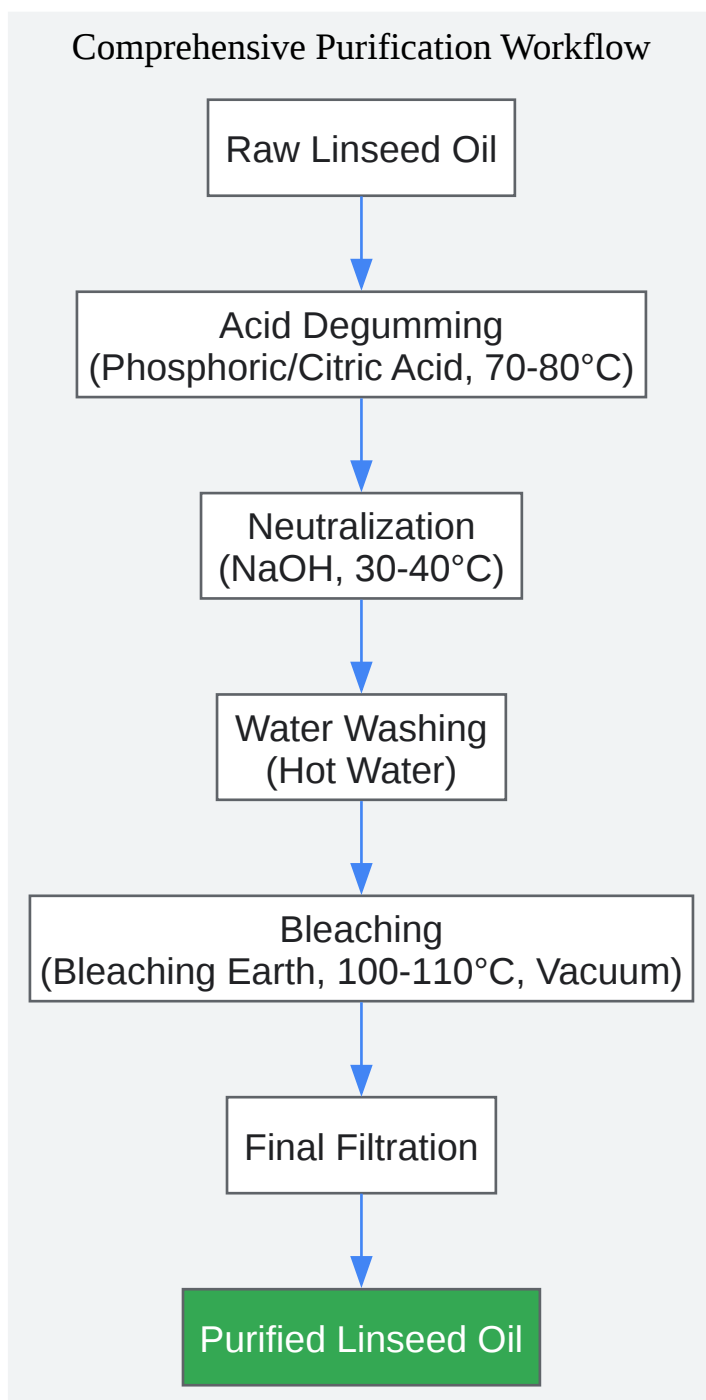 Comprehensive Purification Workflow
Raw Linseed Oil
Acid Degumming
(Phosphoric/Citric Acid, 70-80°C)
Neutralization
(NaOH, 30-40°C)
Water Washing
(Hot Water)
Bleaching
(Bleaching Earth, 100-110°C, Vacuum)
Final Filtration
Purified Linseed Oil